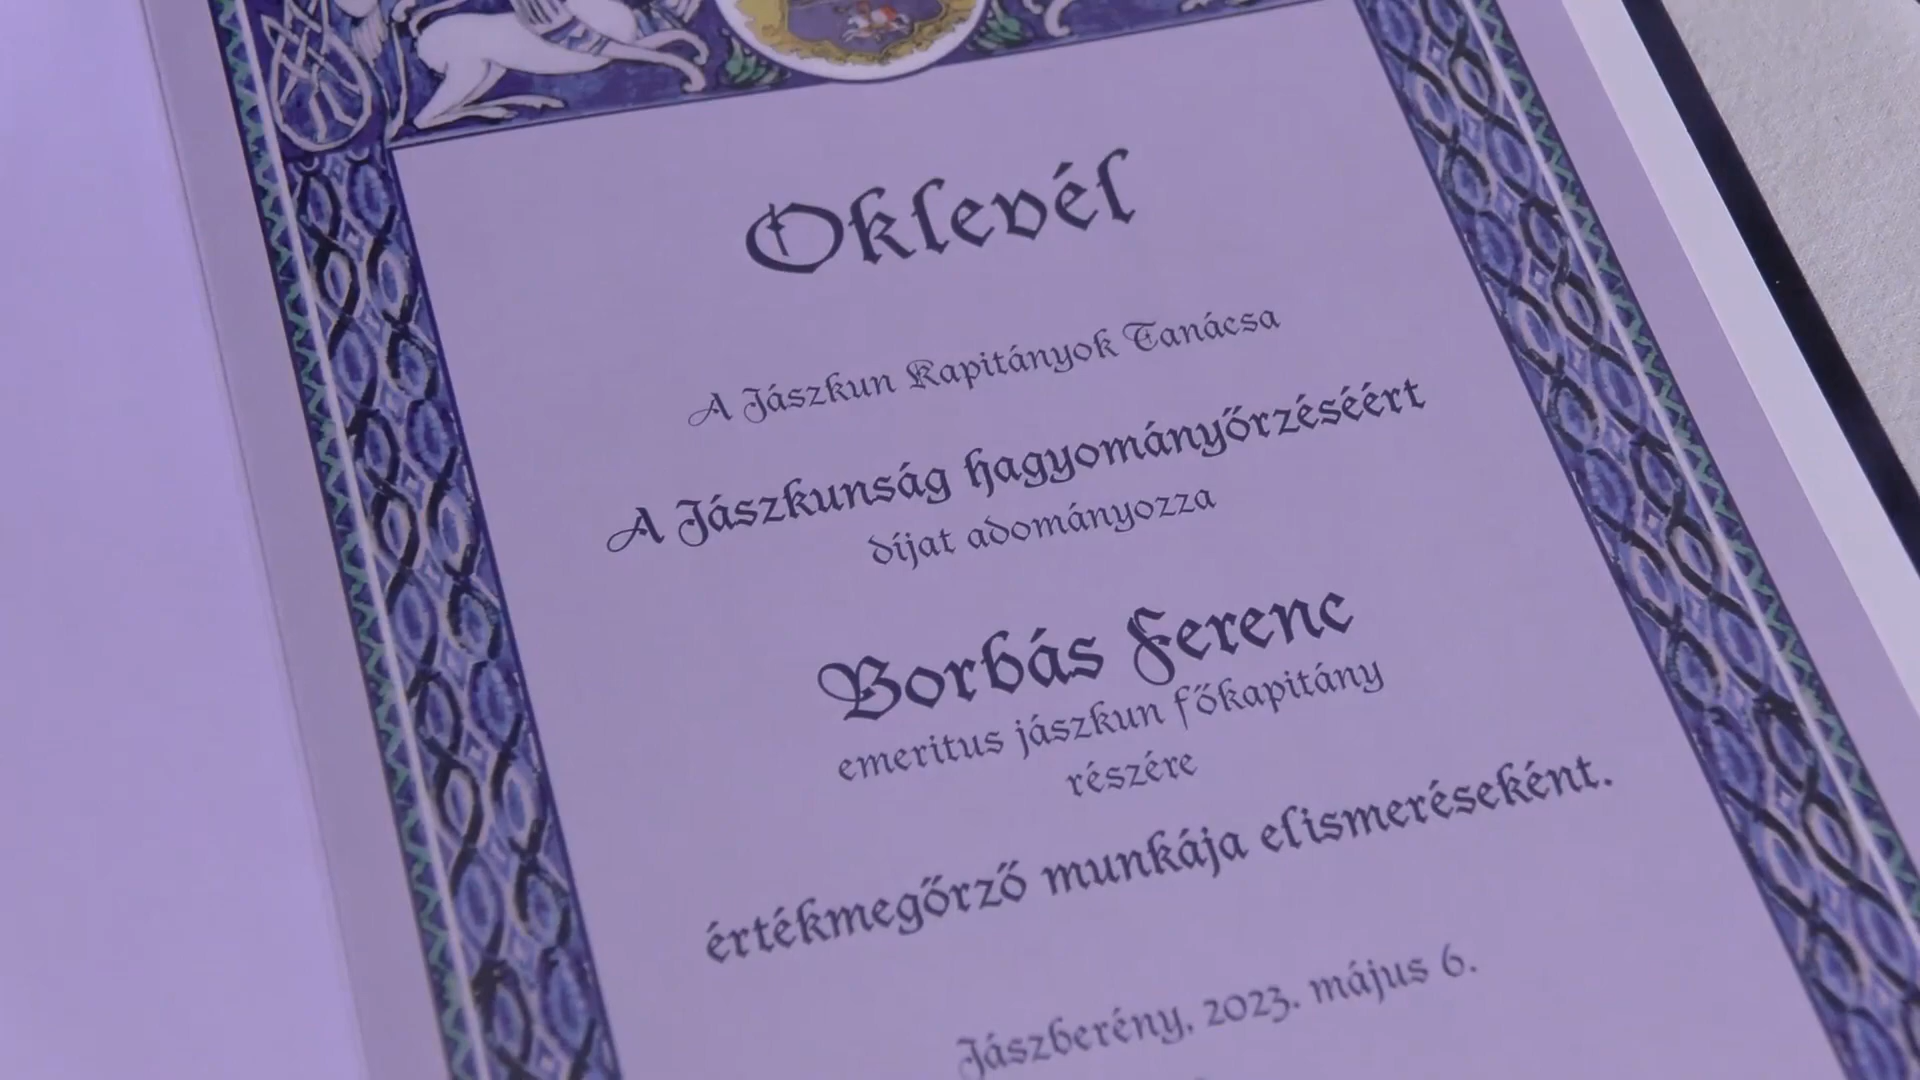 Oklevél
A Jászkun Kapitányok Tanácsa
A Jászkunság hagyományőrzéséért
díjat adományozza
Borbás Ferenc
emeritus jászkun főkapitány
részére
értékmegőrző munkája elismeréseként.
Jászberény, 2023. május 6.